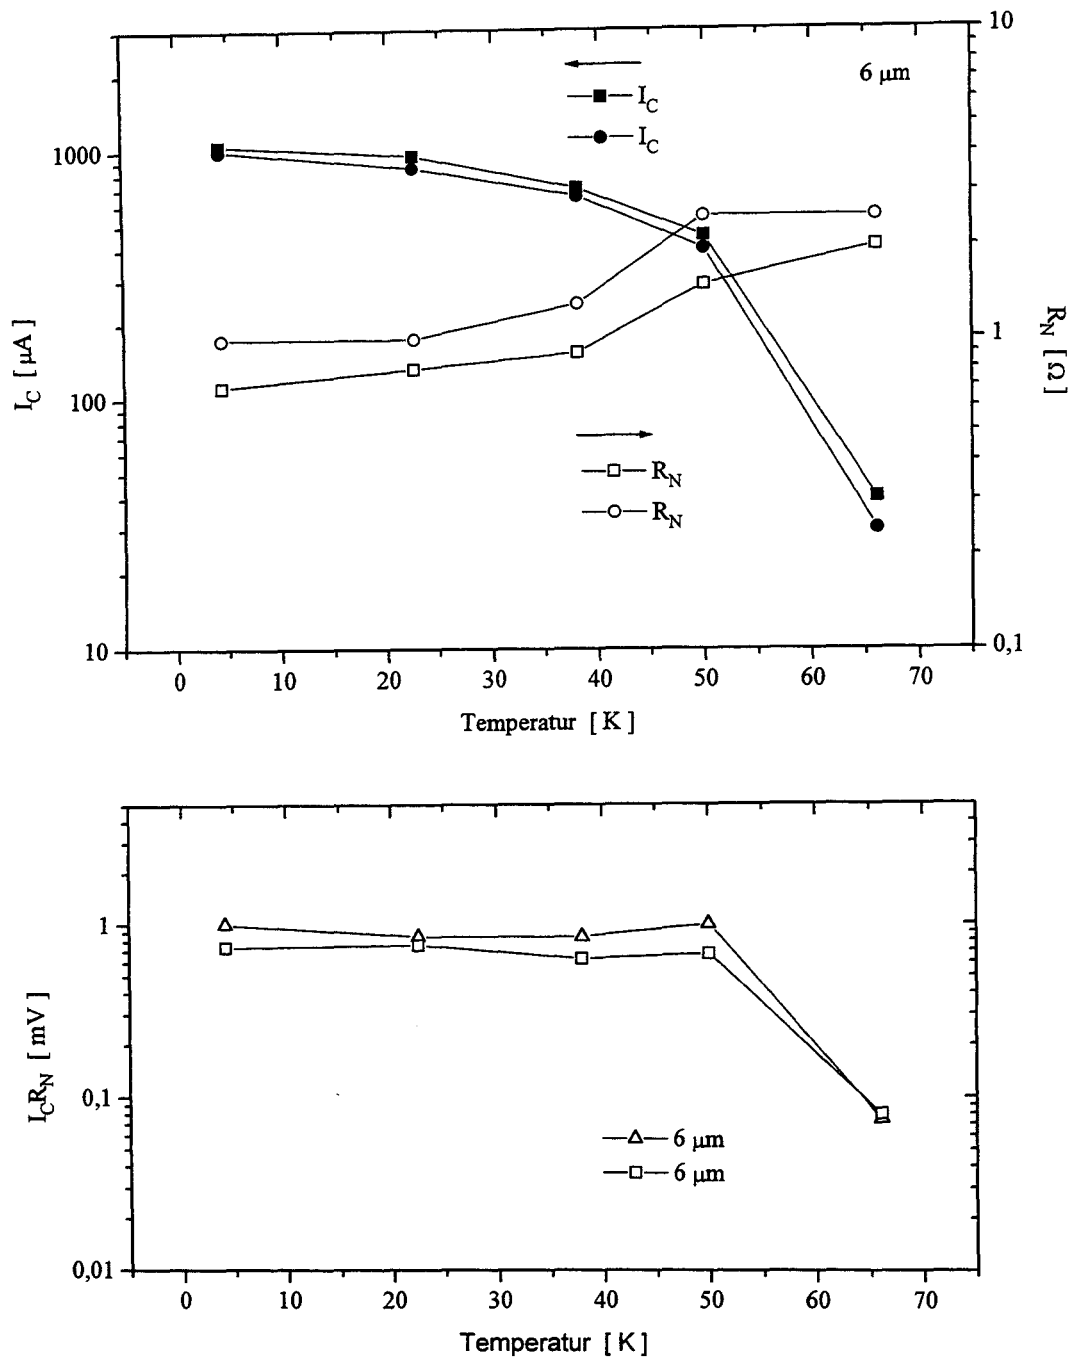 10
6 μm
I_C
I_C
1000
100
10
I_C [ μA ]
1
0,1
R_N [ Ω ]
R_N
R_N
0 10 20 30 40 50 60 70
Temperatur [ K ]
1
0,1
0,01
I_CR_N [ mV ]
6 μm
6 μm
0 10 20 30 40 50 60 70
Temperatur [ K ]